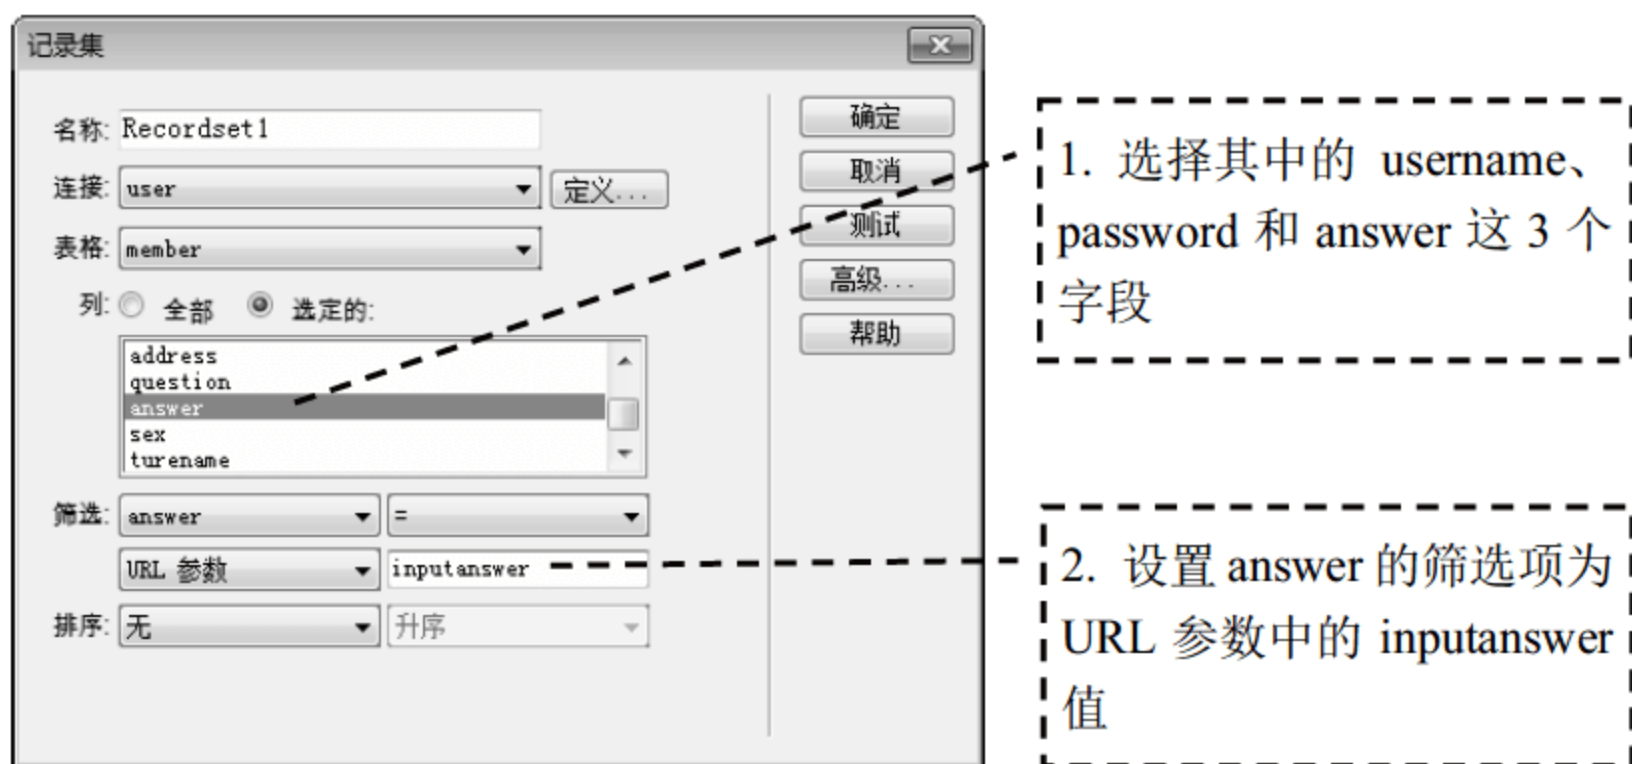 记录集
名称: Recordset1
连接: user 定义...
表格: member
列: 全部 选定的:
address
question
answer
sex
turename
筛选: answer =
URL 参数 inputanswer
排序: 无 升序
确定
取消
测试
高级...
帮助
1. 选择其中的 username、
password 和 answer 这 3 个
字段
2. 设置 answer 的筛选项为
URL 参数中的 inputanswer
值